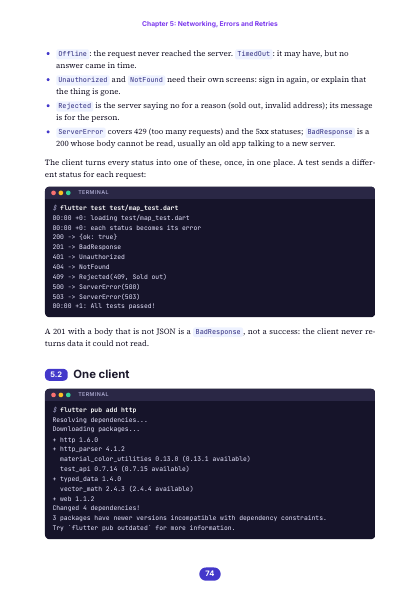 Chapter 5: Networking, Errors and Retries
• Offline: the request never reached the server. TimedOut: it may have, but no
answer came in time.
• Unauthorized and NotFound need their own screens: sign in again, or explain that
the thing is gone.
• Rejected is the server saying no for a reason (sold out, invalid address); its message
is for the person.
• ServerError covers 429 (too many requests) and the 5xx statuses; BadResponse is a
200 whose body cannot be read, usually an old app talking to a new server.
The client turns every status into one of these, once, in one place. A test sends a differ-
ent status for each request:
TERMINAL
$ flutter test test/map_test.dart
00:00 +0: loading test/map_test.dart
00:00 +0: each status becomes its error
200 -> {ok: true}
201 -> BadResponse
401 -> Unauthorized
404 -> NotFound
409 -> Rejected(409, Sold out)
500 -> ServerError(500)
503 -> ServerError(503)
00:00 +1: All tests passed!
A 201 with a body that is not JSON is a BadResponse, not a success: the client never re-
turns data it could not read.
5.2 One client
TERMINAL
$ flutter pub add http
Resolving dependencies...
Downloading packages...
+ http 1.6.0
+ http_parser 4.1.2
material_color_utilities 0.13.0 (0.13.1 available)
test_api 0.7.14 (0.7.15 available)
+ typed_data 1.4.0
vector_math 2.4.3 (2.4.4 available)
+ web 1.1.2
Changed 4 dependencies!
3 packages have newer versions incompatible with dependency constraints.
Try `flutter pub outdated` for more information.
74